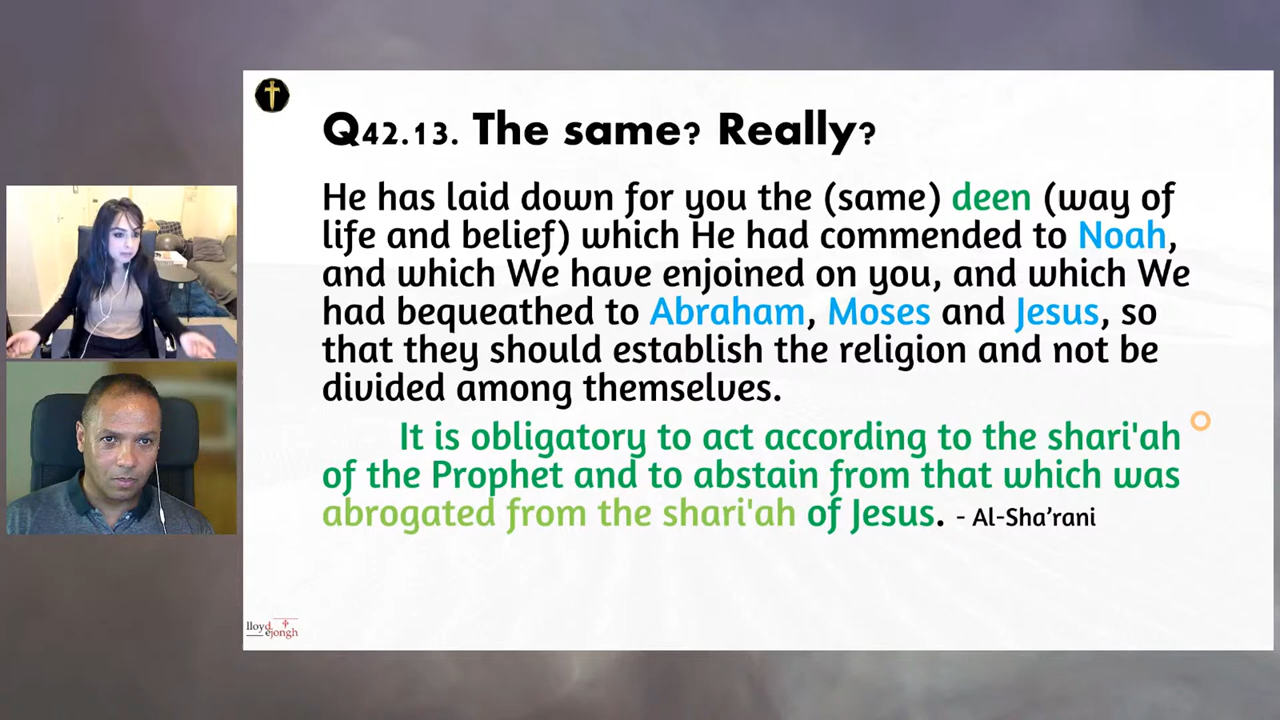 Q42.13. The same? Really?
He has laid down for you the (same) deen (way of
life and belief) which He had commended to Noah,
and which We have enjoined on you, and which We
had bequeathed to Abraham, Moses and Jesus, so
that they should establish the religion and not be
divided among themselves.
It is obligatory to act according to the shari'ah
of the Prophet and to abstain from that which was
abrogated from the shari'ah of Jesus. - Al-Sha’rani
lloyd
ejongh